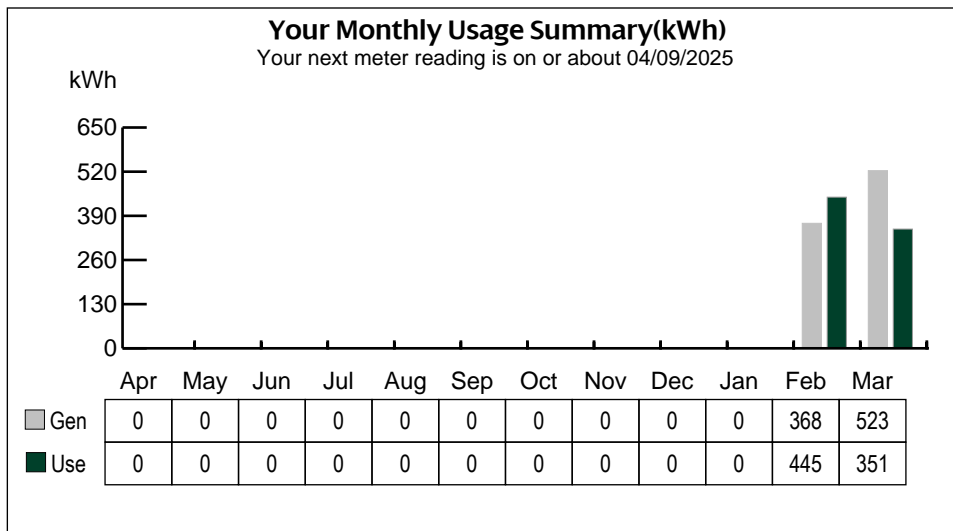 Your Monthly Usage Summary(kWh)
Your next meter reading is on or about 04/09/2025
kWh
650
520
390
260
130
0
Apr May Jun Jul Aug Sep Oct Nov Dec Jan Feb Mar
Gen 0 0 0 0 0 0 0 0 0 0 368 523
Use 0 0 0 0 0 0 0 0 0 0 445 351